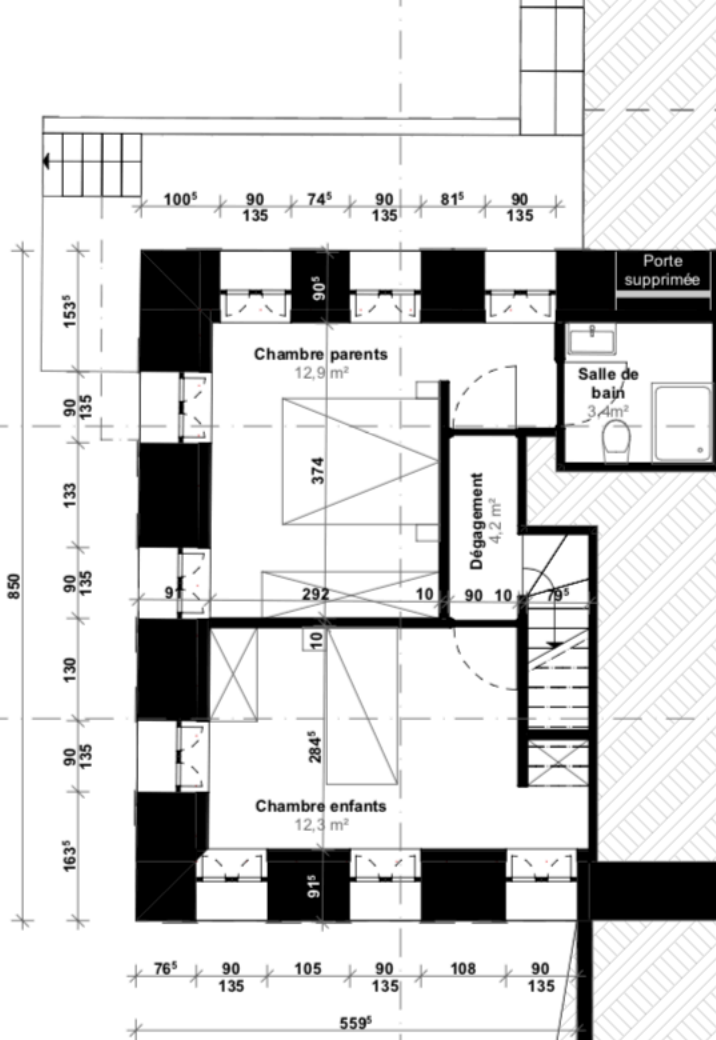 100⁵ 90 74⁵ 90 81⁵ 90
135 135 135
Porte
supprimée
153⁵
90⁵
Chambre parents
12,9 m²
Salle de
bain
3,4m²
90
135
374
133
Dégagement
4,2 m²
850
90
135
91 292 10 90 10 79⁵
10
130
284⁵
90
135
Chambre enfants
12,3 m²
163⁵
91⁵
76⁵ 90 105 90 108 90
135 135 135
559⁵